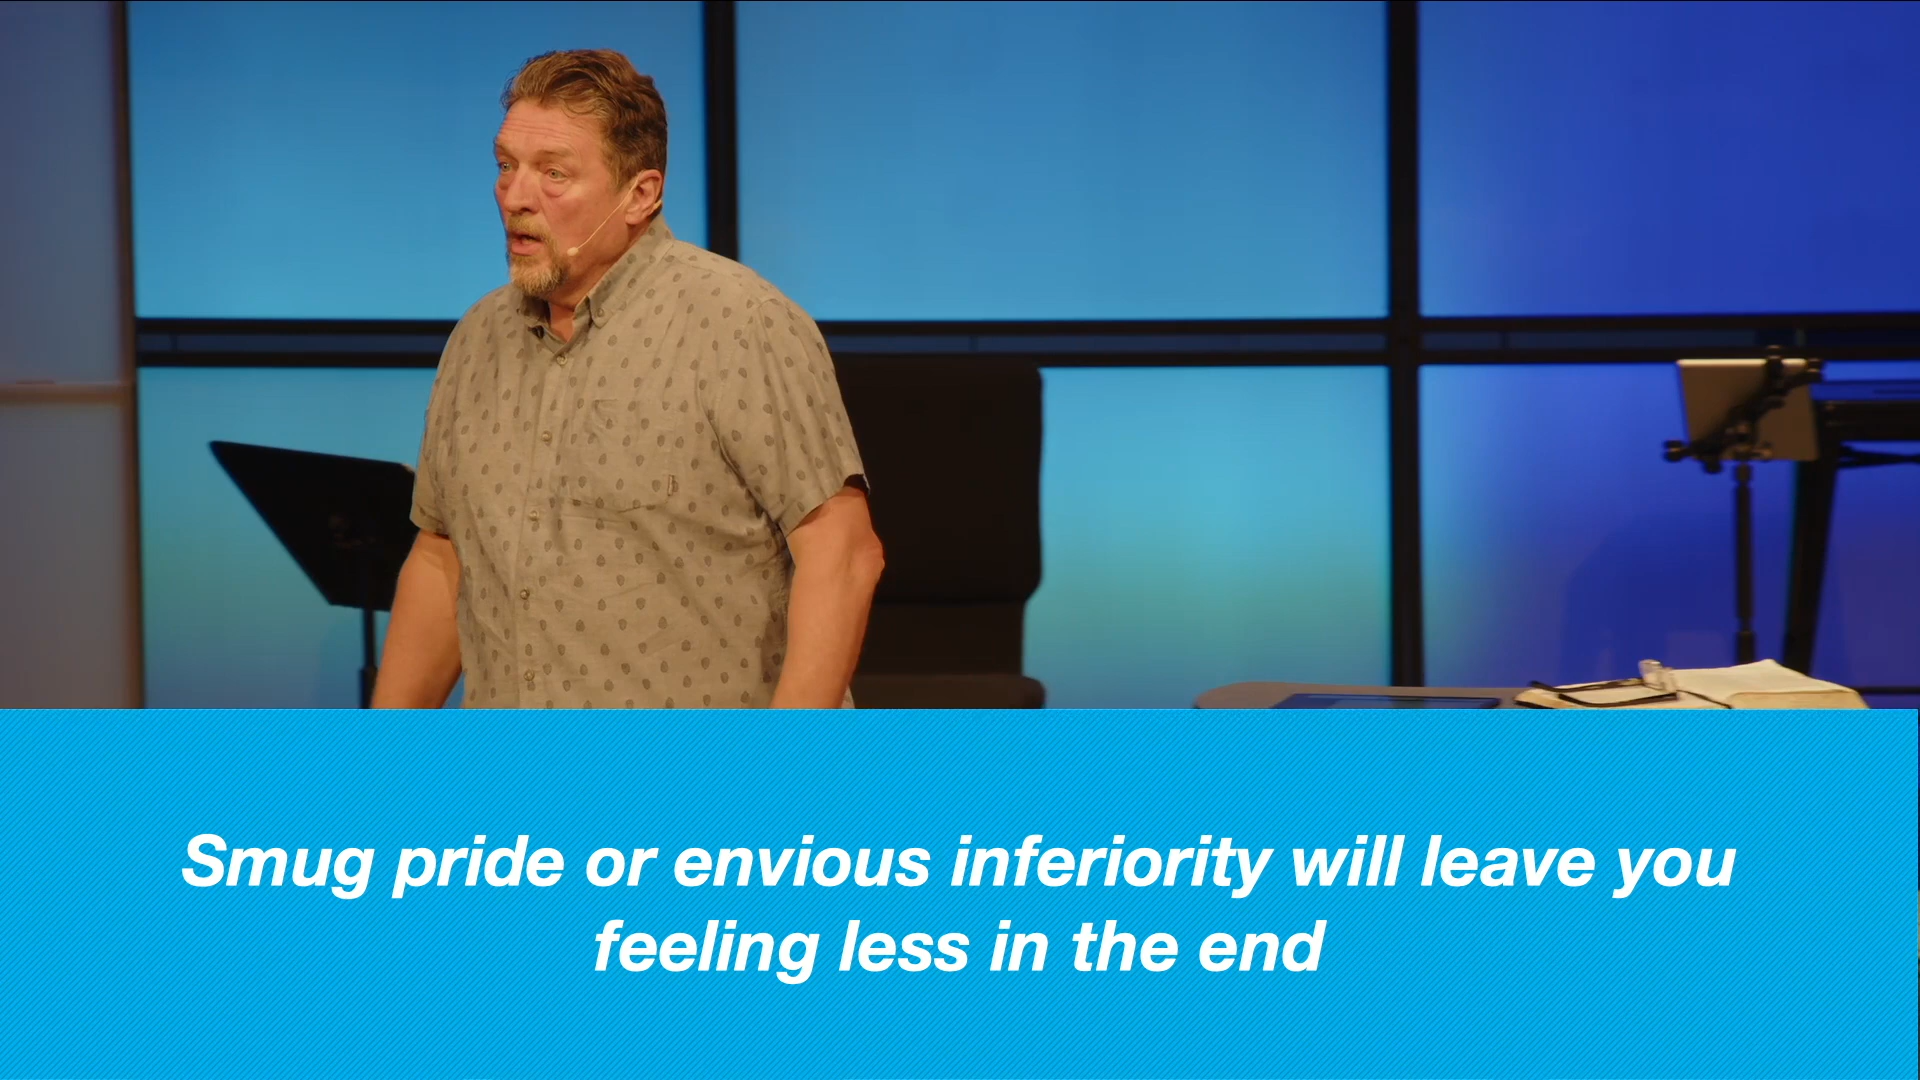 Smug pride or envious inferiority will leave you
feeling less in the end